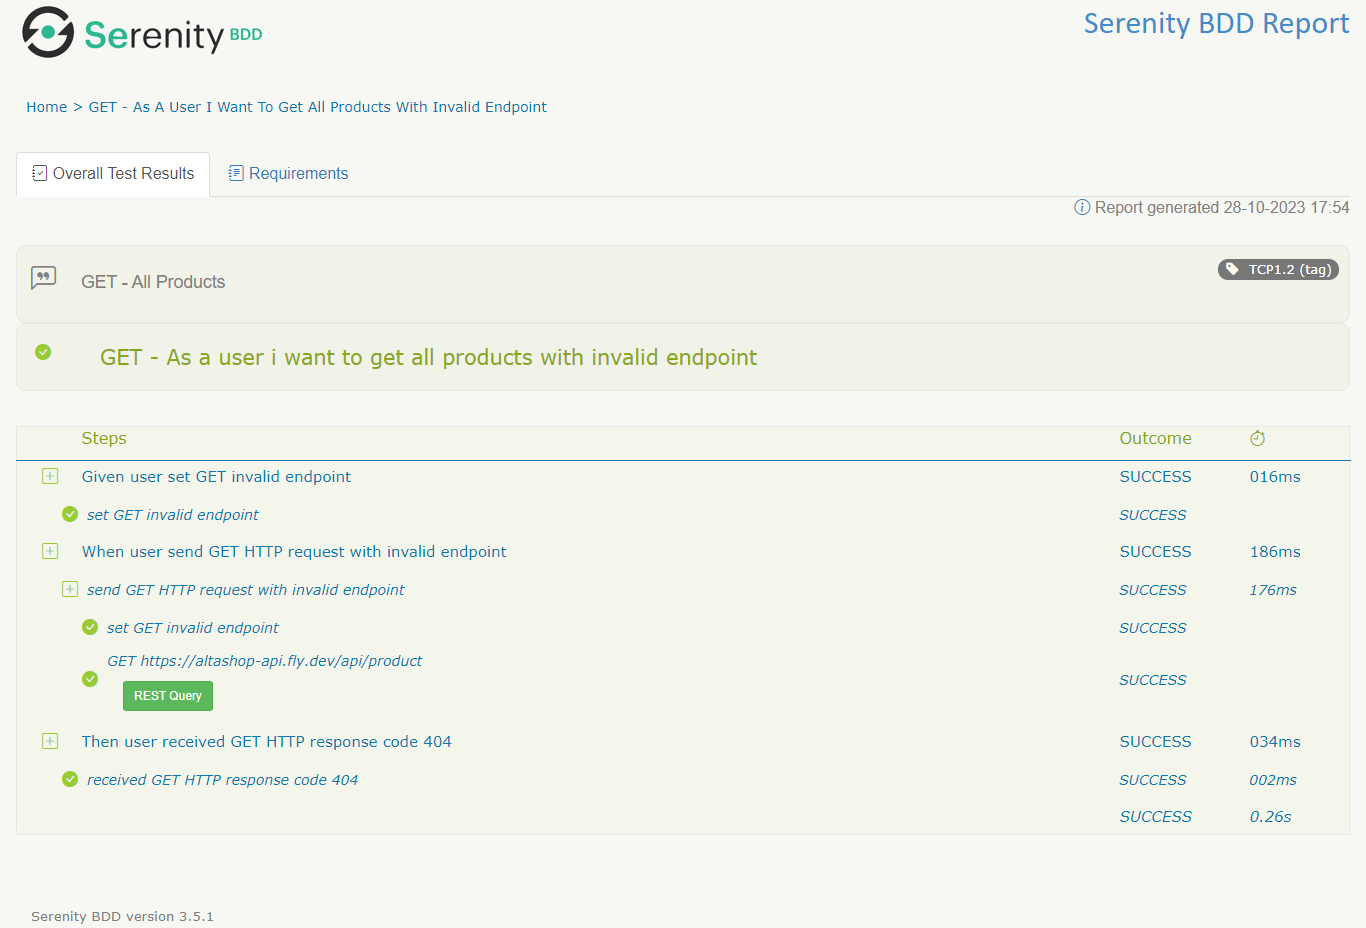 Serenity BDD
Serenity BDD Report
Home > GET - As A User I Want To Get All Products With Invalid Endpoint
Overall Test Results
Requirements
Report generated 28-10-2023 17:54
GET - All Products
TCP1.2 (tag)
GET - As a user i want to get all products with invalid endpoint
Steps Outcome
Given user set GET invalid endpoint SUCCESS 016ms
set GET invalid endpoint SUCCESS
When user send GET HTTP request with invalid endpoint SUCCESS 186ms
send GET HTTP request with invalid endpoint SUCCESS 176ms
set GET invalid endpoint SUCCESS
GET https://altashop-api.fly.dev/api/product
SUCCESS
REST Query
Then user received GET HTTP response code 404 SUCCESS 034ms
received GET HTTP response code 404 SUCCESS 002ms
SUCCESS 0.26s
Serenity BDD version 3.5.1